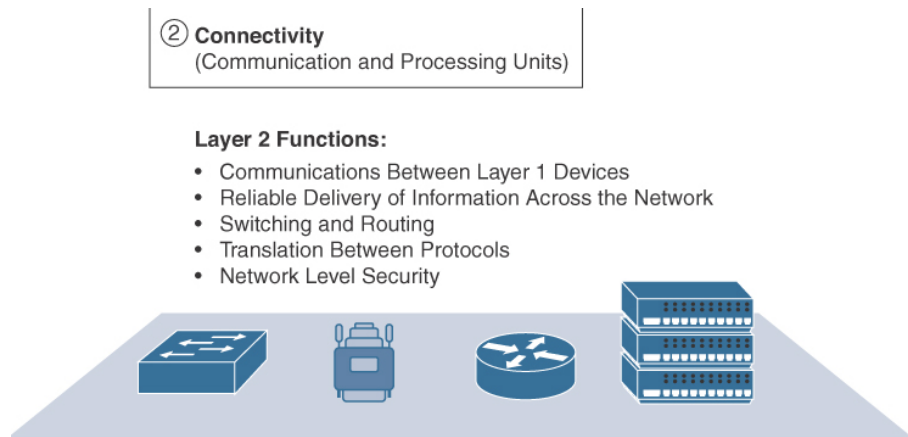 ② Connectivity
(Communication and Processing Units)
Layer 2 Functions:
• Communications Between Layer 1 Devices
• Reliable Delivery of Information Across the Network
• Switching and Routing
• Translation Between Protocols
• Network Level Security